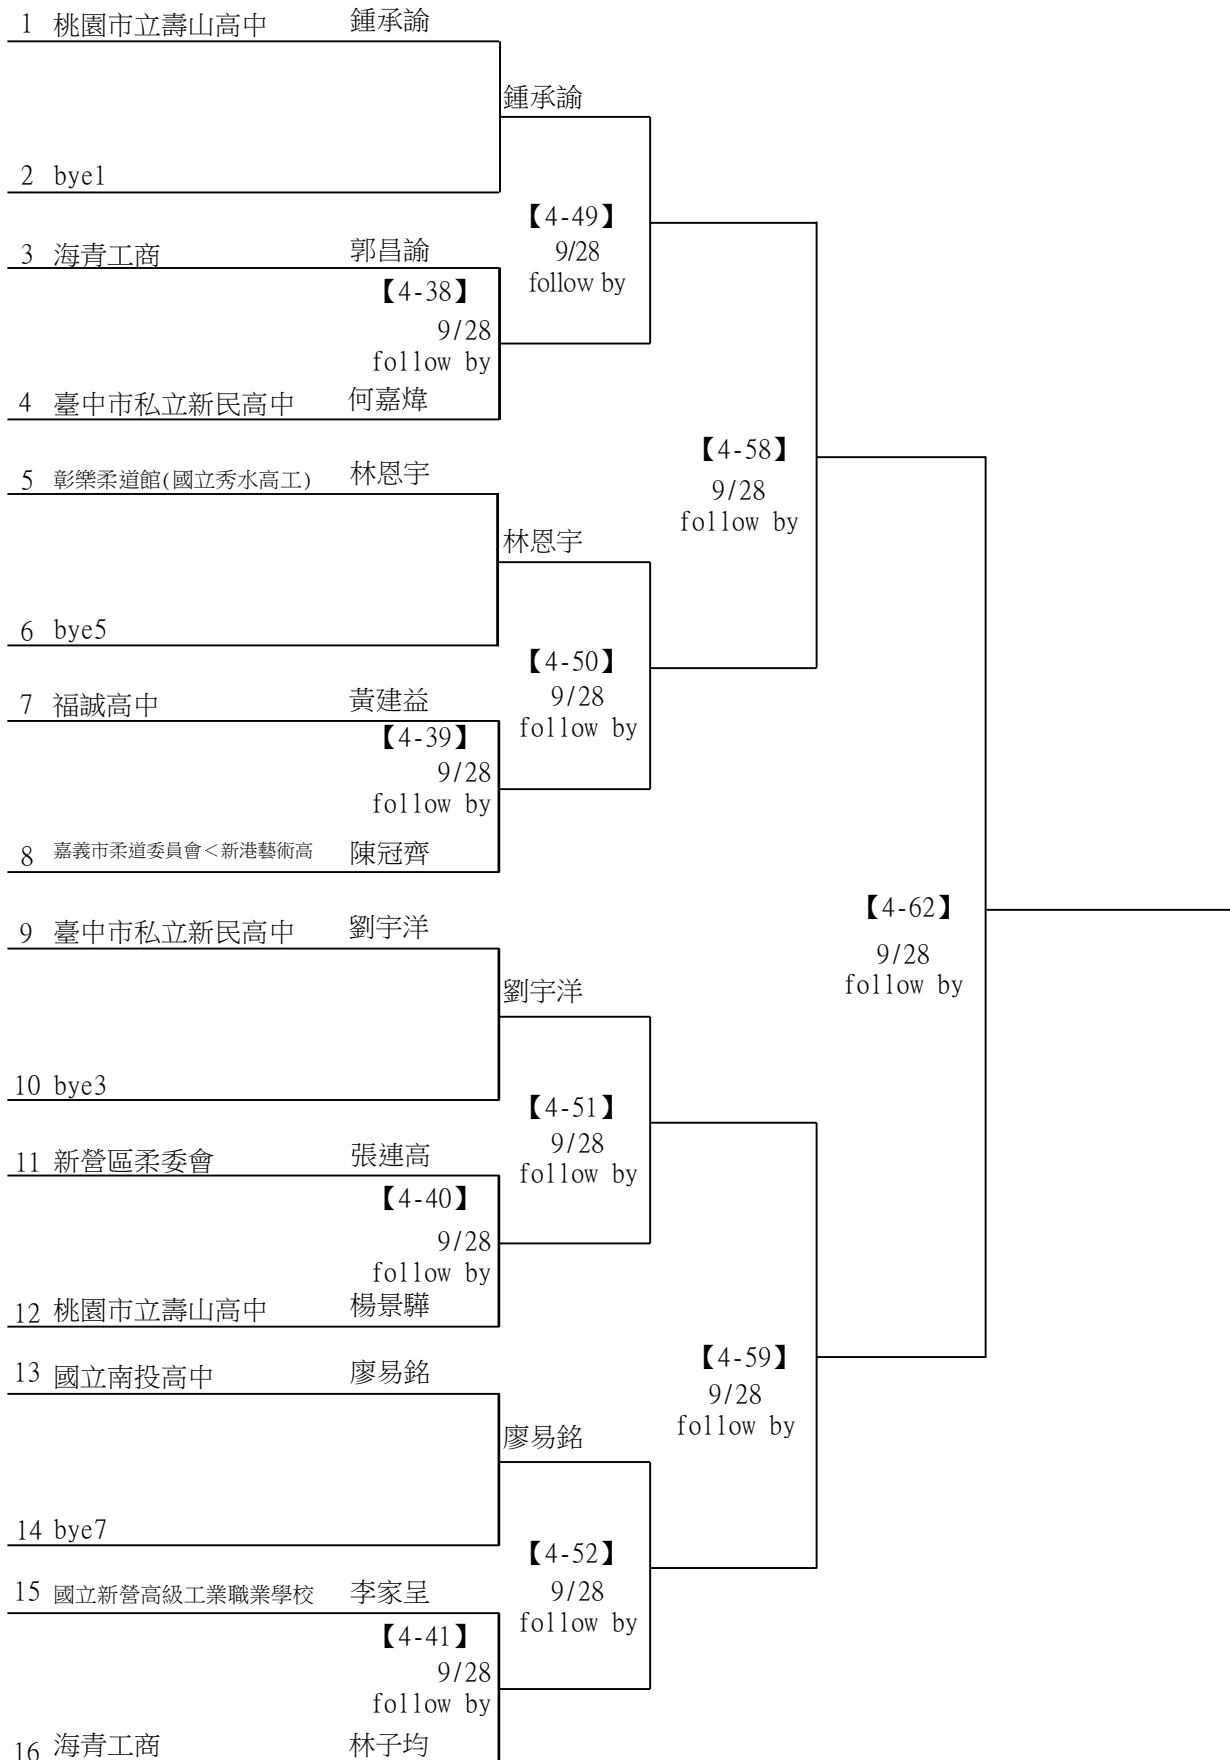 1 桃園市立壽山高中 鍾承諭
鍾承諭
2 bye1
【4-49】
9/28
follow by
3 海青工商 郭昌諭
【4-38】
9/28
follow by
4 臺中市私立新民高中 何嘉煒
【4-58】
9/28
follow by
5 彰樂柔道館(國立秀水高工) 林恩宇
林恩宇
6 bye5
【4-50】
9/28
follow by
7 福誠高中 黃建益
【4-39】
9/28
follow by
8 嘉義市柔道委員會＜新港藝術高 陳冠齊
【4-62】
9/28
follow by
9 臺中市私立新民高中 劉宇洋
劉宇洋
10 bye3
【4-51】
9/28
follow by
11 新營區柔委會 張連高
【4-40】
9/28
follow by
12 桃園市立壽山高中 楊景驊
【4-59】
9/28
follow by
13 國立南投高中 廖易銘
廖易銘
14 bye7
【4-52】
9/28
follow by
15 國立新營高級工業職業學校 李家呈
【4-41】
9/28
follow by
16 海青工商 林子均